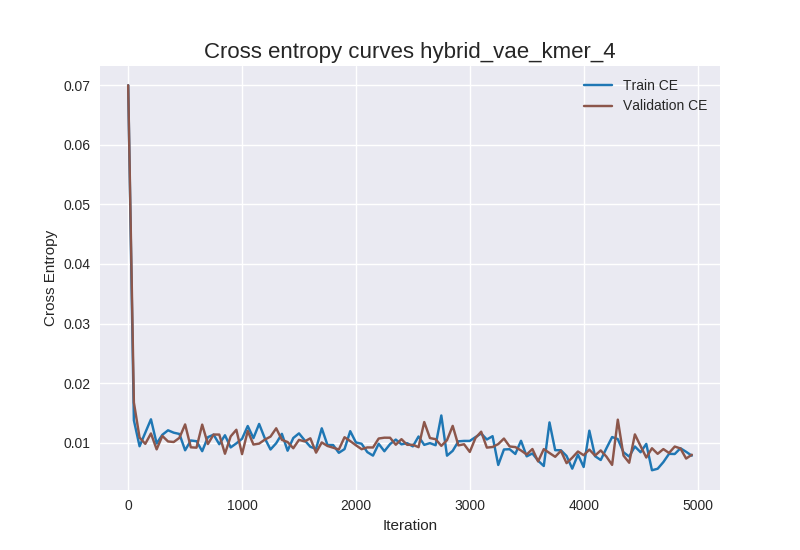 Cross entropy curves hybrid_vae_kmer_4
Train CE
Validation CE
0.07
0.06
0.05
0.04
0.03
0.02
0.01
Cross Entropy
0 1000 2000 3000 4000 5000
Iteration